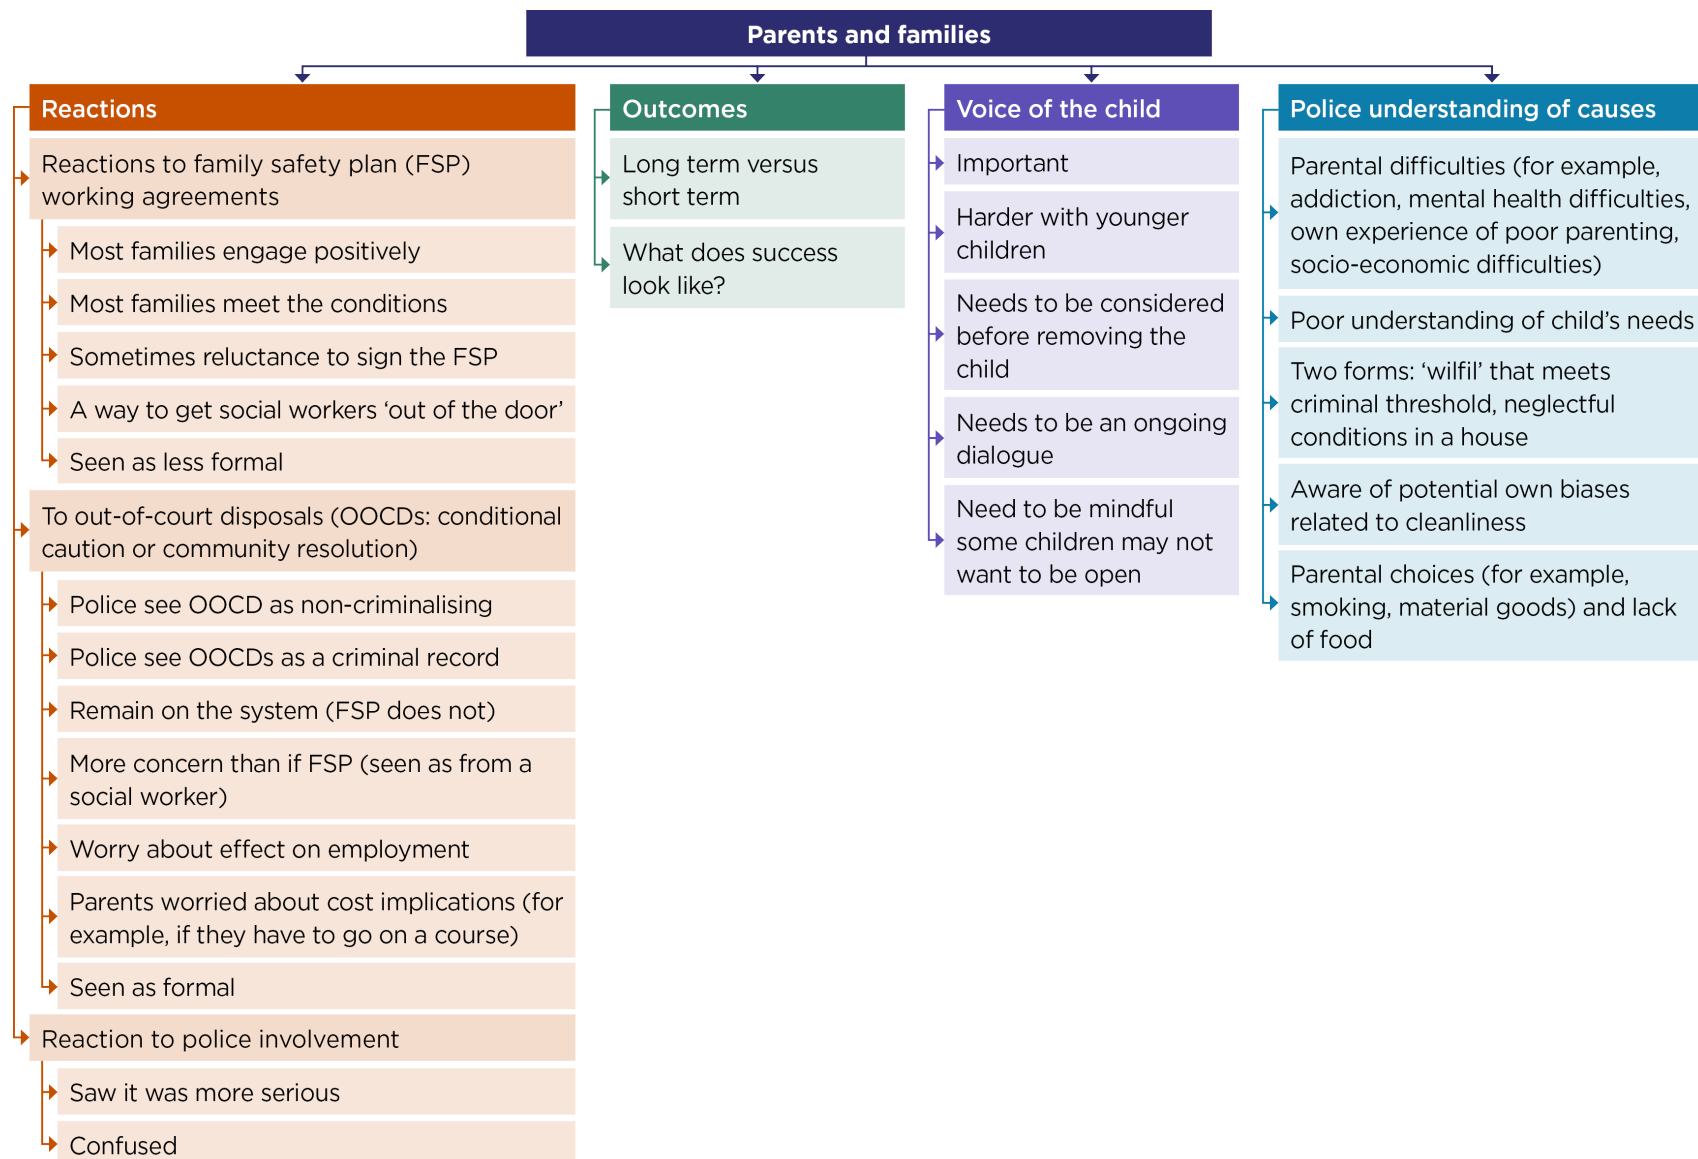 Parents and families
Reactions
Reactions to family safety plan (FSP)
working agreements
Most families engage positively
Most families meet the conditions
Sometimes reluctance to sign the FSP
A way to get social workers ‘out of the door’
Seen as less formal
To out-of-court disposals (OOCDs: conditional
caution or community resolution)
Police see OOCD as non-criminalising
Police see OOCDs as a criminal record
Remain on the system (FSP does not)
More concern than if FSP (seen as from a
social worker)
Worry about effect on employment
Parents worried about cost implications (for
example, if they have to go on a course)
Seen as formal
Reaction to police involvement
Saw it was more serious
Confused
Outcomes
Long term versus
short term
What does success
look like?
Voice of the child
Important
Harder with younger
children
Needs to be considered
before removing the
child
Needs to be an ongoing
dialogue
Need to be mindful
some children may not
want to be open
Police understanding of causes
Parental difficulties (for example,
addiction, mental health difficulties,
own experience of poor parenting,
socio-economic difficulties)
Poor understanding of child’s needs
Two forms: ‘wilfil’ that meets
criminal threshold, neglectful
conditions in a house
Aware of potential own biases
related to cleanliness
Parental choices (for example,
smoking, material goods) and lack
of food